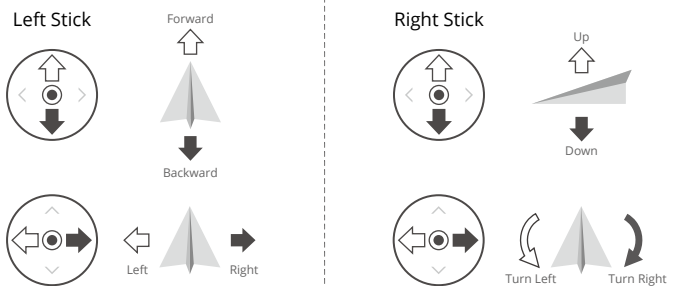 Left Stick
Forward
Backward
Left
Right
Right Stick
Up
Down
Turn Left
Turn Right